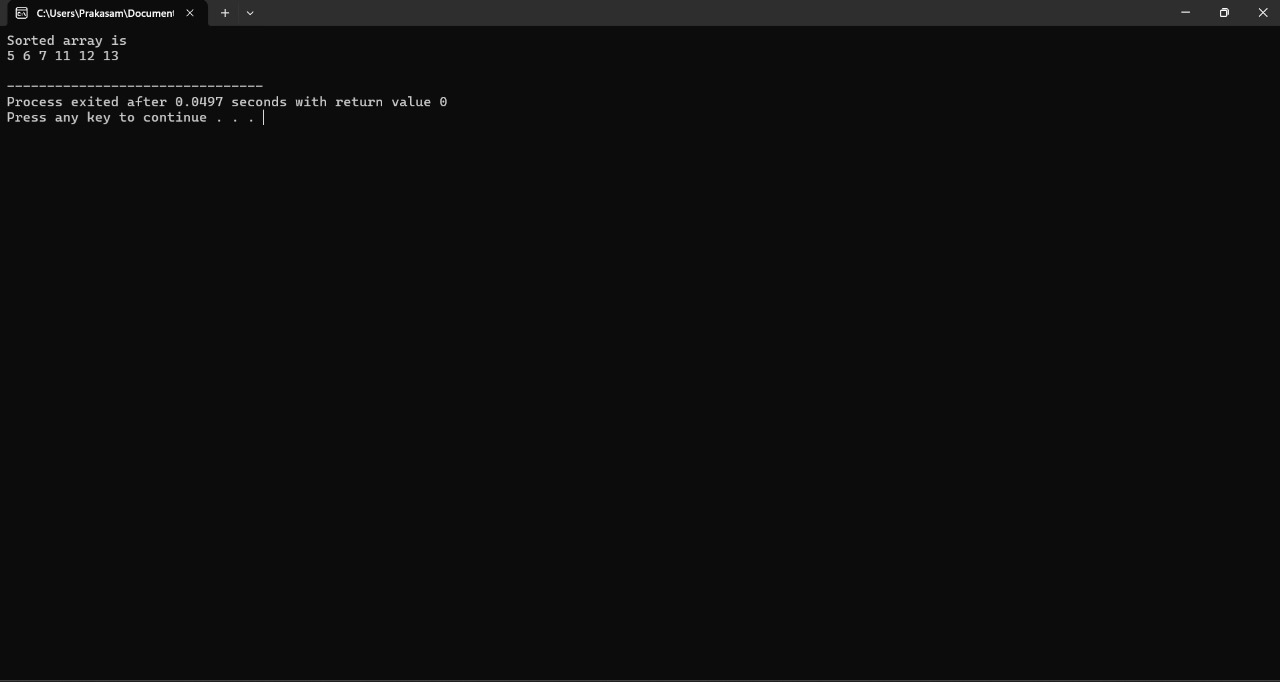 C:\Users\Prakasam\Document
Sorted array is
5 6 7 11 12 13
--------------------------------
Process exited after 0.0497 seconds with return value 0
Press any key to continue . . .